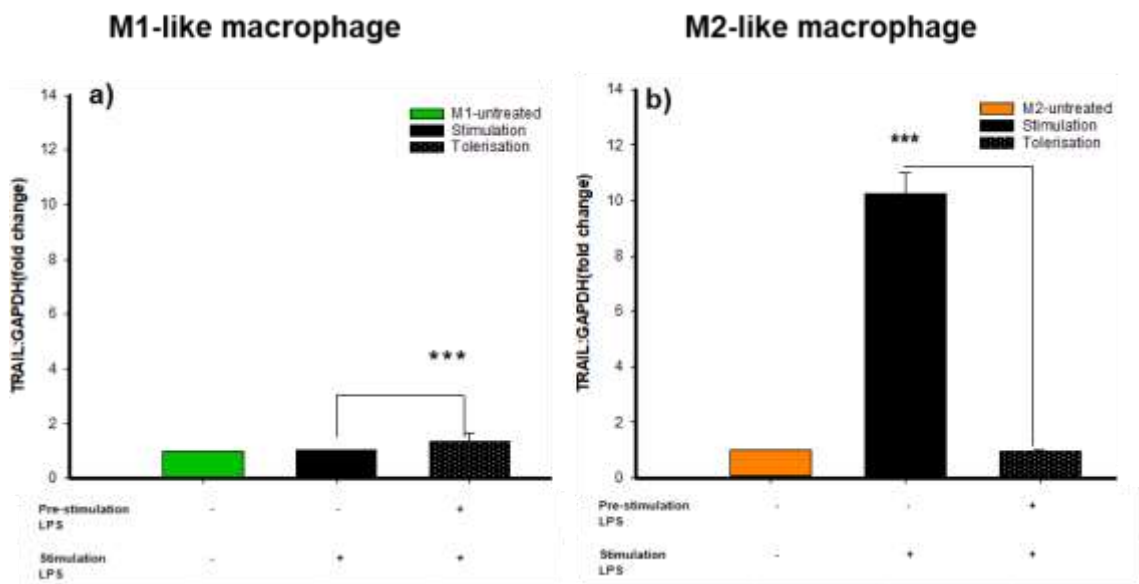 M1-like macrophage
a)
14
12
10
8
6
4
2
0
TRAIL:GAPDH(fold change)
M1-untreated
Stimulation
Tolerisation
***
Pre-stimulation - - +
LPS
Stimulation - + +
LPS
M2-like macrophage
b)
14
12
10
8
6
4
2
0
TRAIL:GAPDH(fold change)
M2-untreated
Stimulation
Tolerisation
***
Pre-stimulation - - +
LPS
Stimulation - + +
LPS